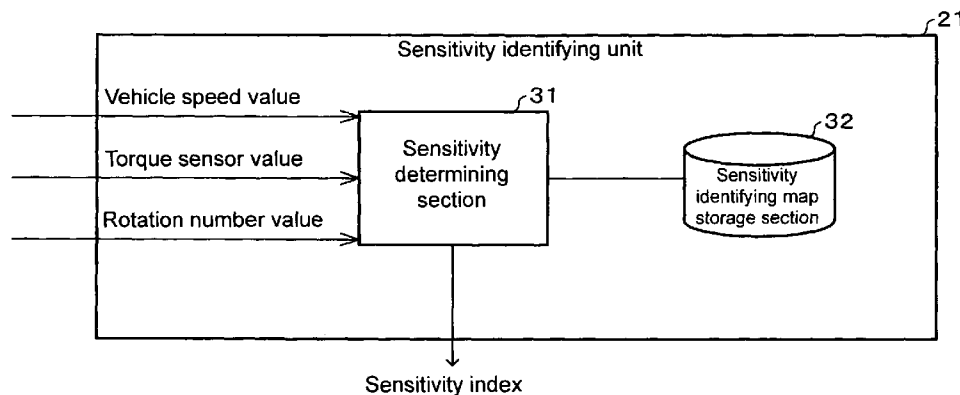 21
Sensitivity identifying unit
Vehicle speed value
31
32
Torque sensor value
Sensitivity
determining
section
Sensitivity
identifying map
storage section
Rotation number value
Sensitivity index